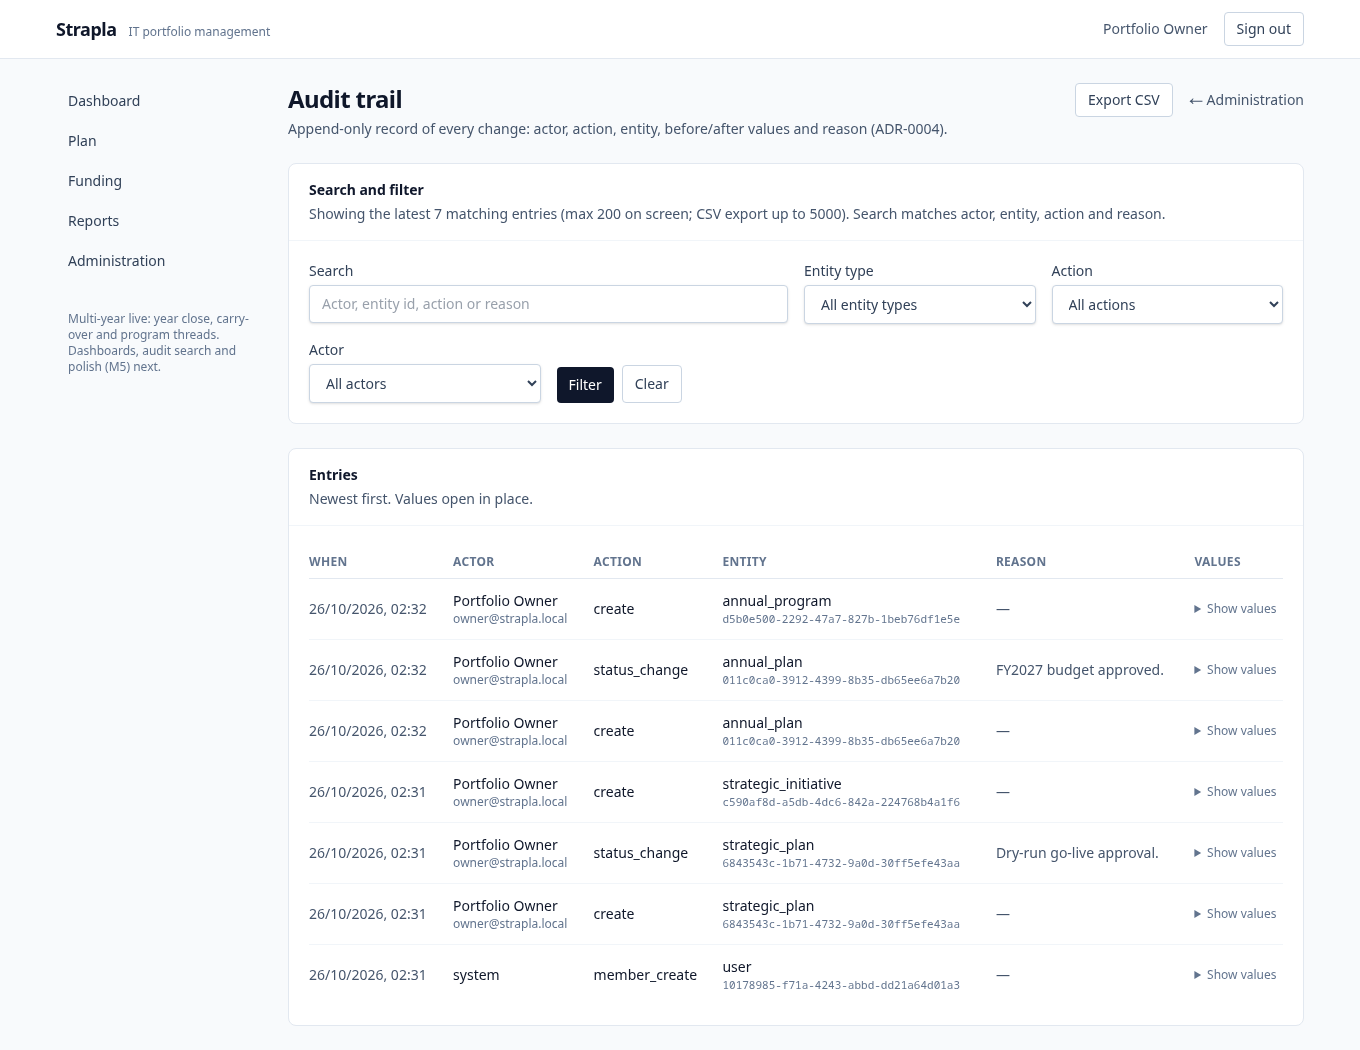 Strapla IT portfolio management
Portfolio Owner Sign out
Dashboard
Plan
Funding
Reports
Administration
Multi-year live: year close, carry-
over and program threads.
Dashboards, audit search and
polish (M5) next.
Audit trail
Export CSV ← Administration
Append-only record of every change: actor, action, entity, before/after values and reason (ADR-0004).
Search and filter
Showing the latest 7 matching entries (max 200 on screen; CSV export up to 5000). Search matches actor, entity, action and reason.
Search Entity type Action
Actor, entity id, action or reason All entity types All actions
Actor
All actors Filter Clear
Entries
Newest first. Values open in place.
WHEN ACTOR ACTION ENTITY REASON VALUES
26/10/2026, 02:32 Portfolio Owner create annual_program — ▶ Show values
owner@strapla.local d5b0e500-2292-47a7-827b-1beb76df1e5e
26/10/2026, 02:32 Portfolio Owner status_change annual_plan FY2027 budget approved. ▶ Show values
owner@strapla.local 011c0ca0-3912-4399-8b35-db65ee6a7b20
26/10/2026, 02:32 Portfolio Owner create annual_plan — ▶ Show values
owner@strapla.local 011c0ca0-3912-4399-8b35-db65ee6a7b20
26/10/2026, 02:31 Portfolio Owner create strategic_initiative — ▶ Show values
owner@strapla.local c590af8d-a5db-4dc6-842a-224768b4a1f6
26/10/2026, 02:31 Portfolio Owner status_change strategic_plan Dry-run go-live approval. ▶ Show values
owner@strapla.local 6843543c-1b71-4732-9a0d-30ff5efe43aa
26/10/2026, 02:31 Portfolio Owner create strategic_plan — ▶ Show values
owner@strapla.local 6843543c-1b71-4732-9a0d-30ff5efe43aa
26/10/2026, 02:31 system member_create user — ▶ Show values
10178985-f71a-4243-abbd-dd21a64d01a3